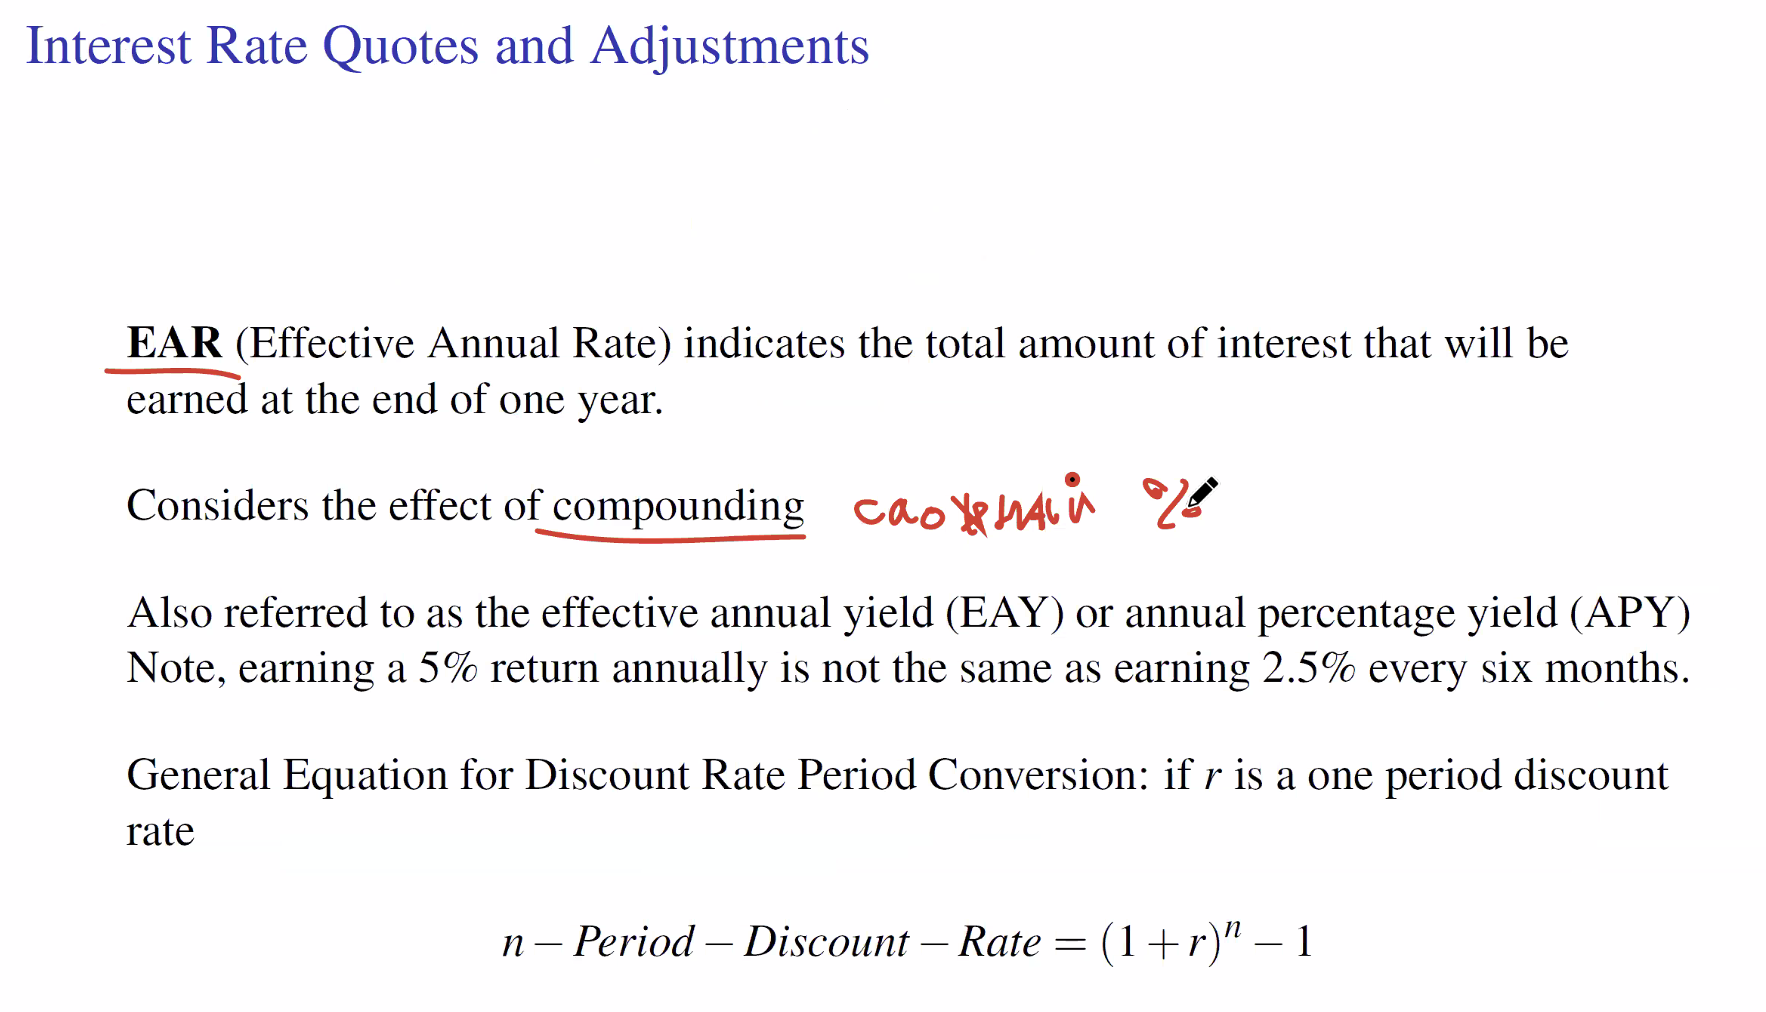 Interest Rate Quotes and Adjustments
EAR (Effective Annual Rate) indicates the total amount of interest that will be
earned at the end of one year.
Considers the effect of compounding сложный %
Also referred to as the effective annual yield (EAY) or annual percentage yield (APY)
Note, earning a 5% return annually is not the same as earning 2.5% every six months.
General Equation for Discount Rate Period Conversion: if r is a one period discount
rate
n − Period − Discount − Rate = (1 + r)ⁿ − 1